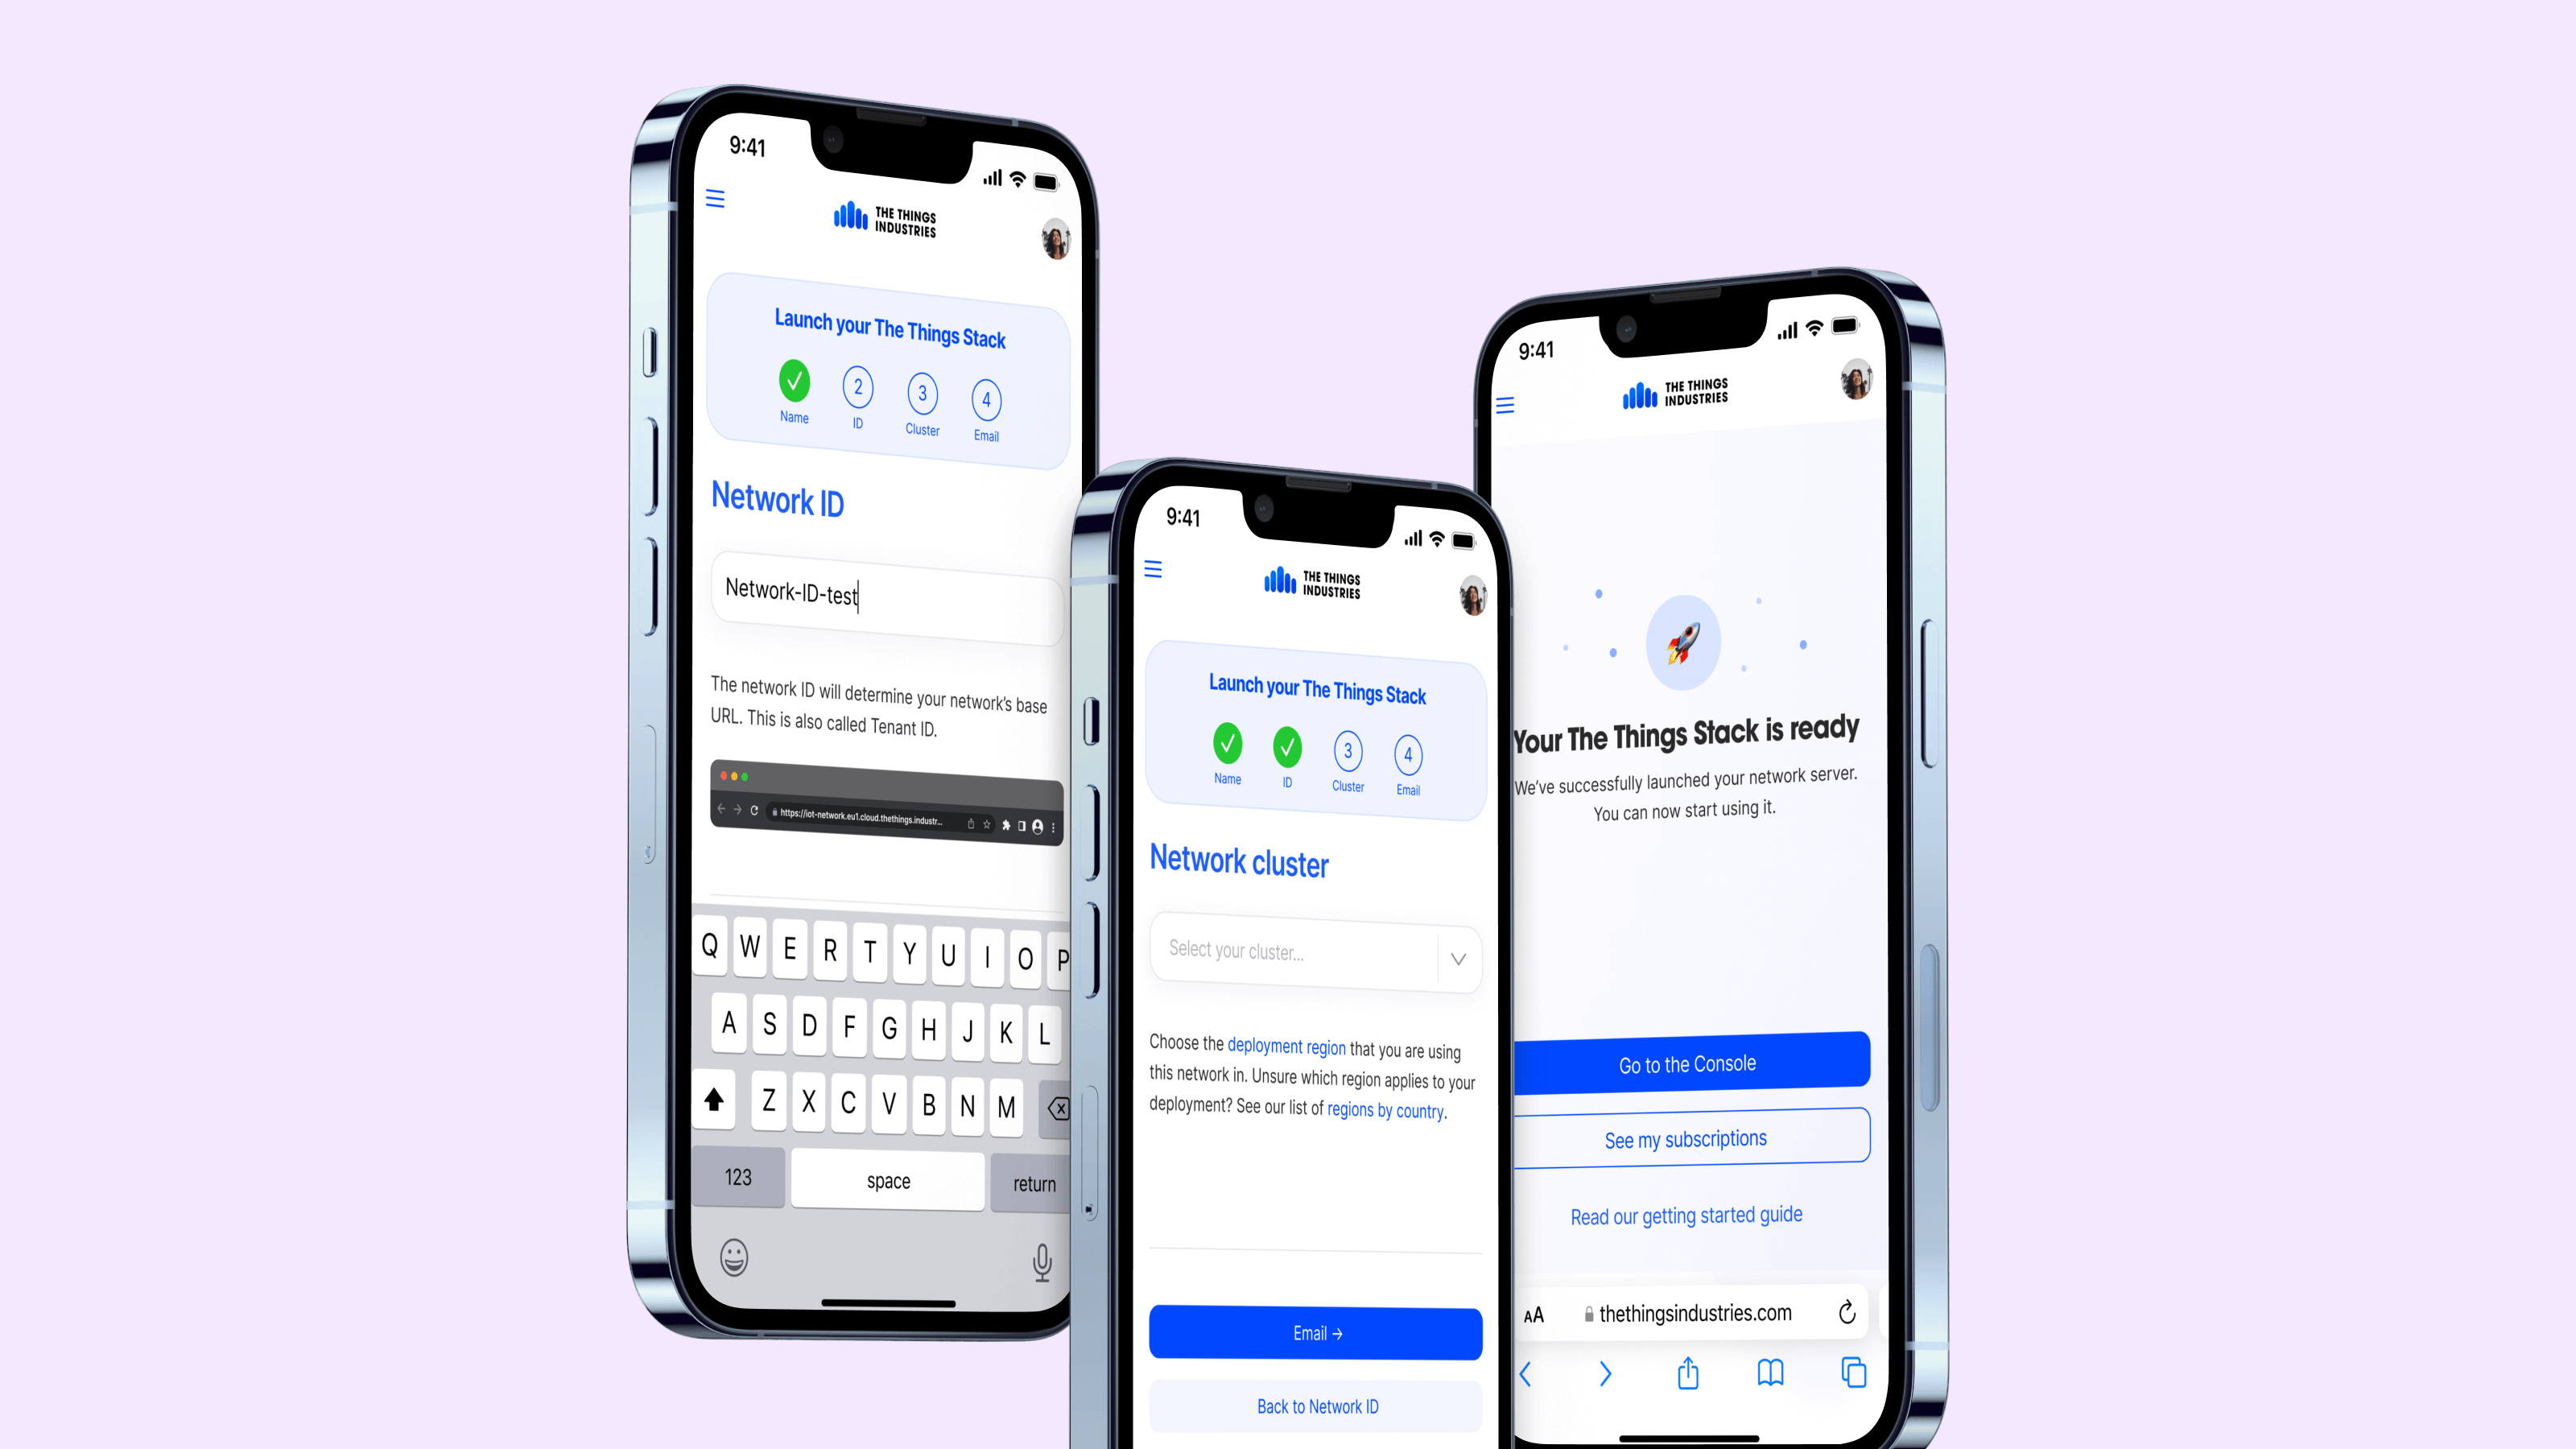 9:41
THE THINGS
INDUSTRIES
Launch your The Things Stack
2
3
4
Name
ID
Cluster
Email
Network ID
Network-ID-test
The network ID will determine your network's base
URL. This is also called Tenant ID.
https://iot-network.eu1.cloud.thethings.industr...
Q W E R T Y U I O P
A S D F G H J K L
Z X C V B N M
123
space
return
9:41
THE THINGS
INDUSTRIES
Launch your The Things Stack
3
4
Name
ID
Cluster
Email
Network cluster
Select your cluster...
Choose the deployment region that you are using
this network in. Unsure which region applies to your
deployment? See our list of regions by country.
Email →
Back to Network ID
9:41
THE THINGS
INDUSTRIES
Your The Things Stack is ready
We've successfully launched your network server.
You can now start using it.
Go to the Console
See my subscriptions
Read our getting started guide
AA
thethingsindustries.com